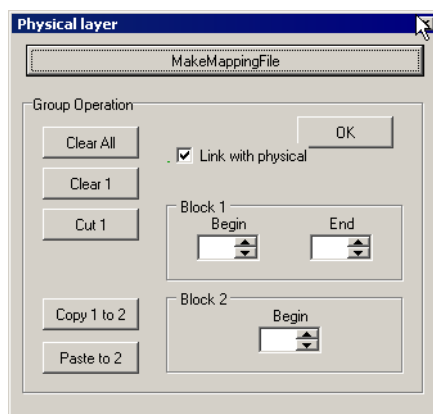 Physical layer
MakeMappingFile
Group Operation
Clear All
OK
Link with physical
Clear 1
Cut 1
Block 1
Begin End
Copy 1 to 2
Paste to 2
Block 2
Begin